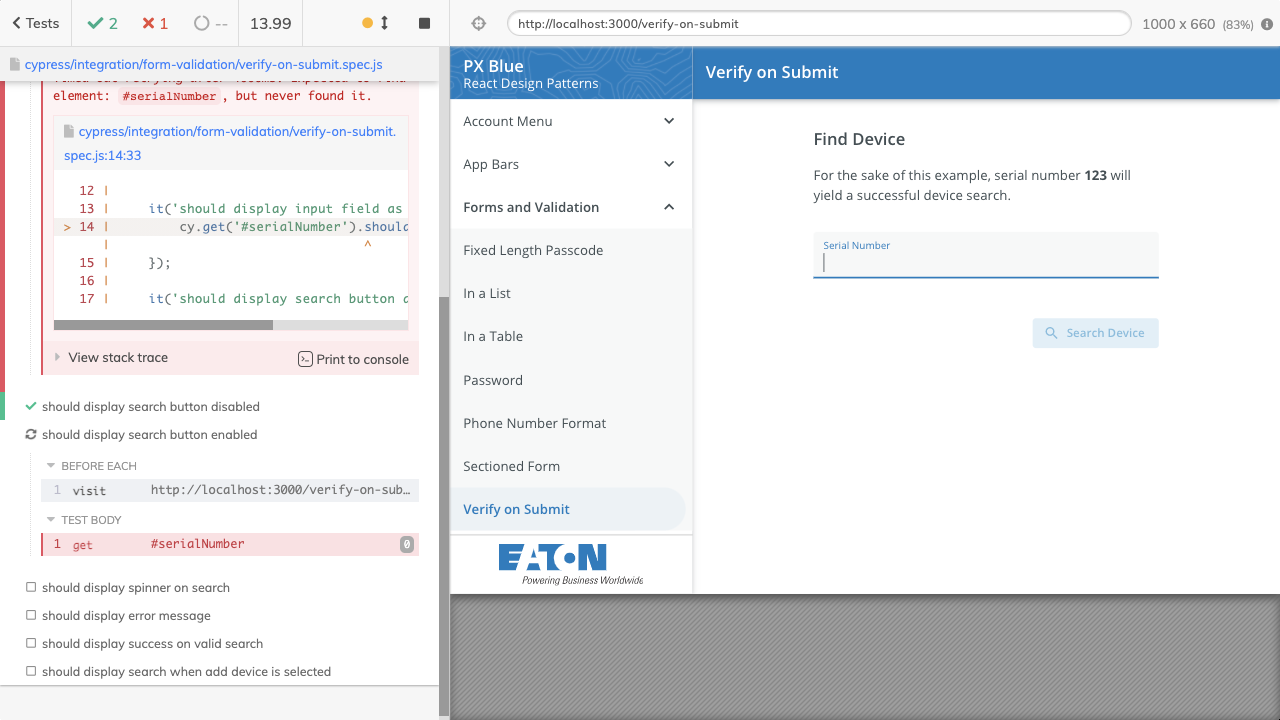 Tests
2
1
--
13.99
http://localhost:3000/verify-on-submit
1000 x 660 (83%)
cypress/integration/form-validation/verify-on-submit.spec.js
element: #serialNumber , but never found it.
cypress/integration/form-validation/verify-on-submit.
spec.js:14:33
12 |
13 | it('should display input field as
> 14 | cy.get('#serialNumber').shoul
| ^
15 | });
16 |
17 | it('should display search button d
View stack trace
Print to console
should display search button disabled
should display search button enabled
BEFORE EACH
1 visit http://localhost:3000/verify-on-sub…
TEST BODY
1 get #serialNumber 0
should display spinner on search
should display error message
should display success on valid search
should display search when add device is selected
PX Blue
React Design Patterns
Account Menu
App Bars
Forms and Validation
Fixed Length Passcode
In a List
In a Table
Password
Phone Number Format
Sectioned Form
Verify on Submit
EATON
Powering Business Worldwide
Verify on Submit
Find Device
For the sake of this example, serial number 123 will
yield a successful device search.
Serial Number
Search Device